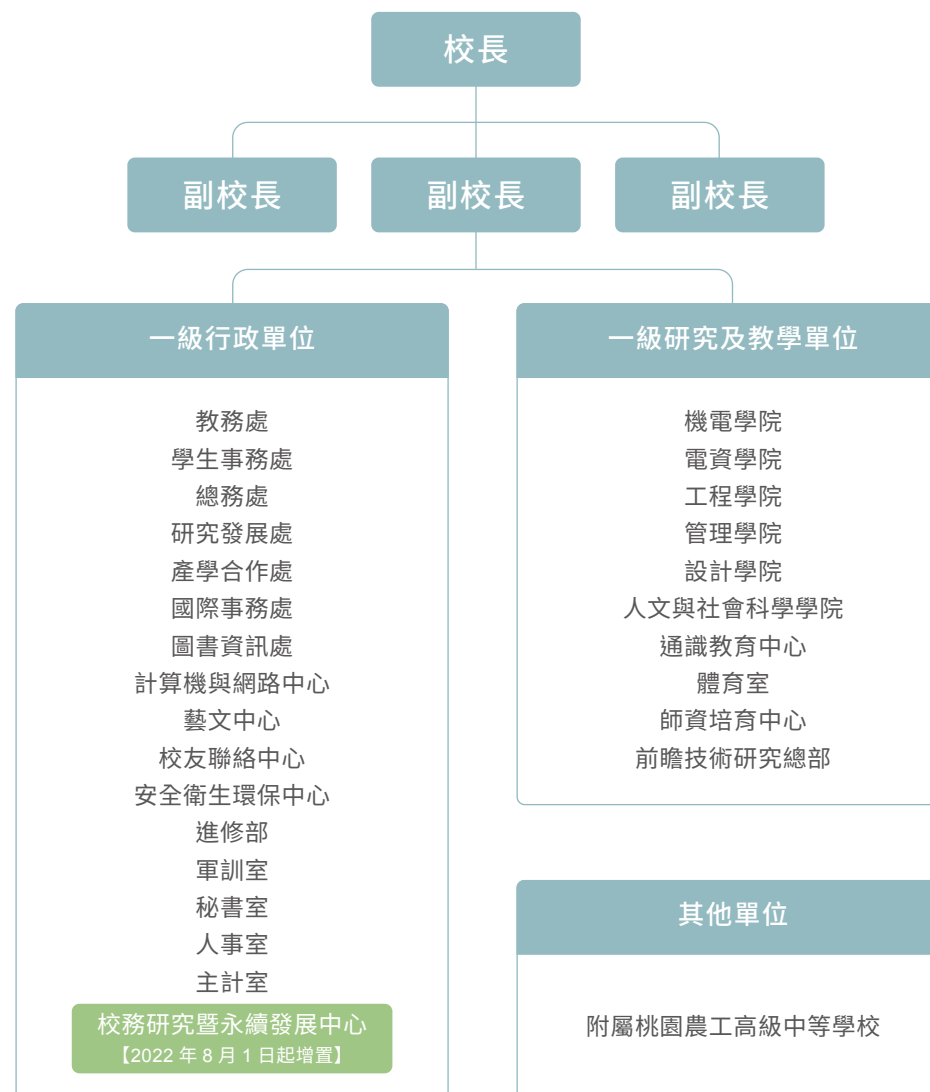 校長
副校長
副校長
副校長
一級行政單位
教務處
學生事務處
總務處
研究發展處
產學合作處
國際事務處
圖書資訊處
計算機與網路中心
藝文中心
校友聯絡中心
安全衛生環保中心
進修部
軍訓室
秘書室
人事室
主計室
校務研究暨永續發展中心
【2022 年 8 月 1 日起增置】
一級研究及教學單位
機電學院
電資學院
工程學院
管理學院
設計學院
人文與社會科學學院
通識教育中心
體育室
師資培育中心
前瞻技術研究總部
其他單位
附屬桃園農工高級中等學校